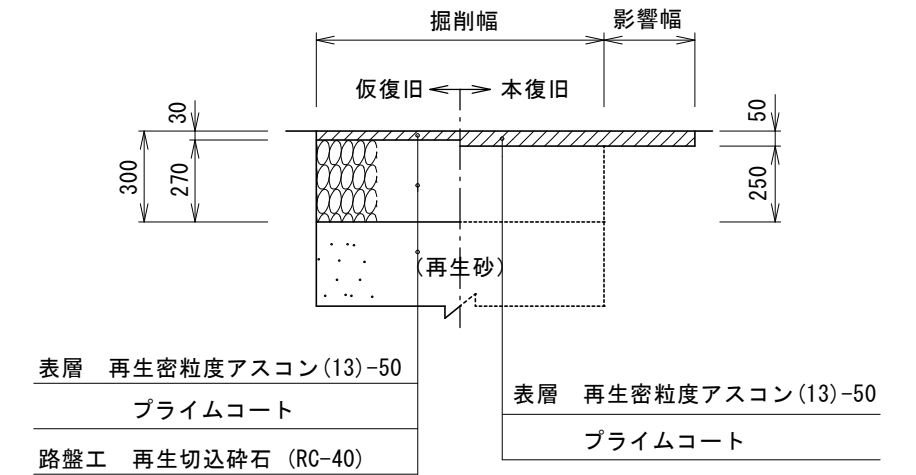 掘削幅
影響幅
仮復旧
本復旧
30
300
270
50
250
(再生砂)
表層 再生密粒度アスコン(13)-50
プライムコート
路盤工 再生切込砕石 (RC-40)
表層 再生密粒度アスコン(13)-50
プライムコート